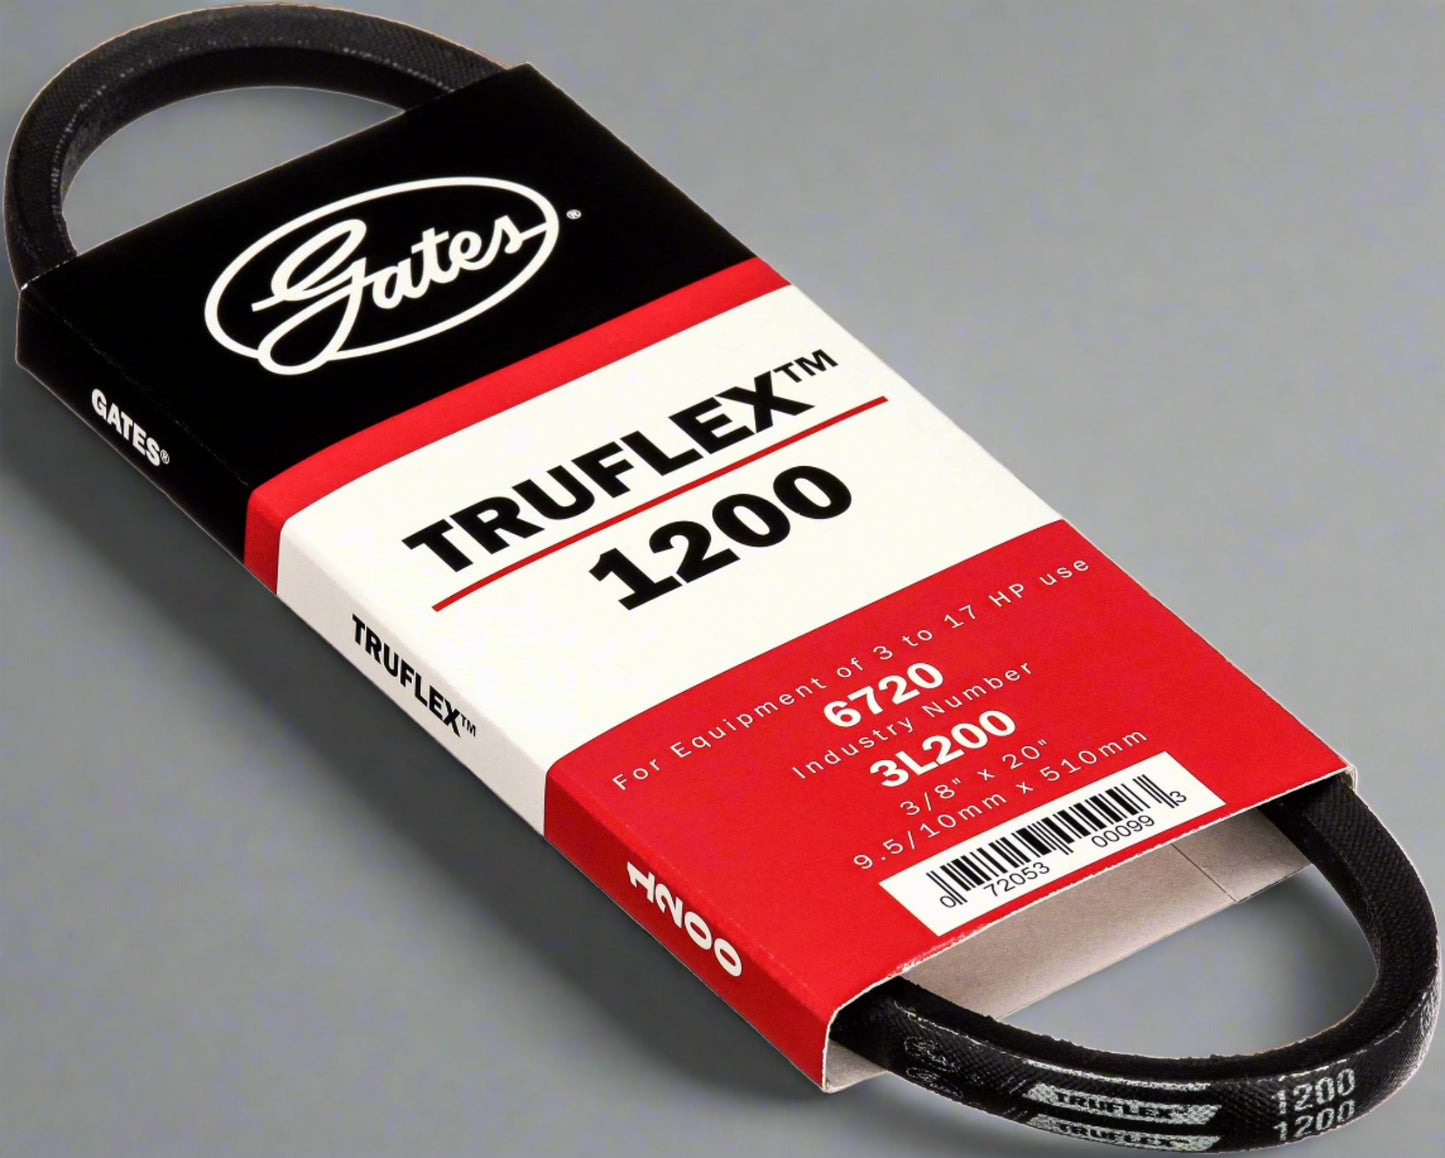 Gates®
TRUFLEX™
1200
For Equipment of 3 to 17 HP use
6720
Industry Number
3L200
3/8" x 20"
9.5/10mm x 510mm
0 72053 00099 3
GATES®
TRUFLEX™
1200
TRUFLEX
1200
TRUFLEX
1200